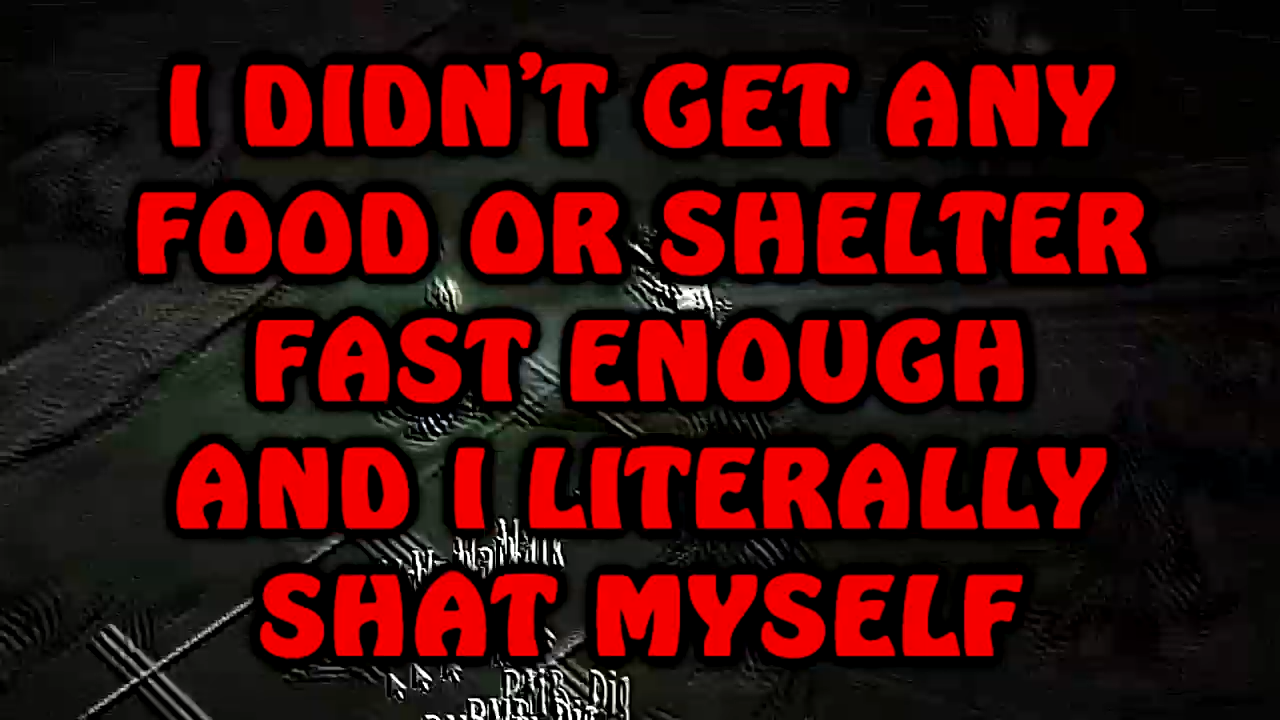 I DIDN'T GET ANY
FOOD OR SHELTER
FAST ENOUGH
AND I LITERALLY
SHAT MYSELF